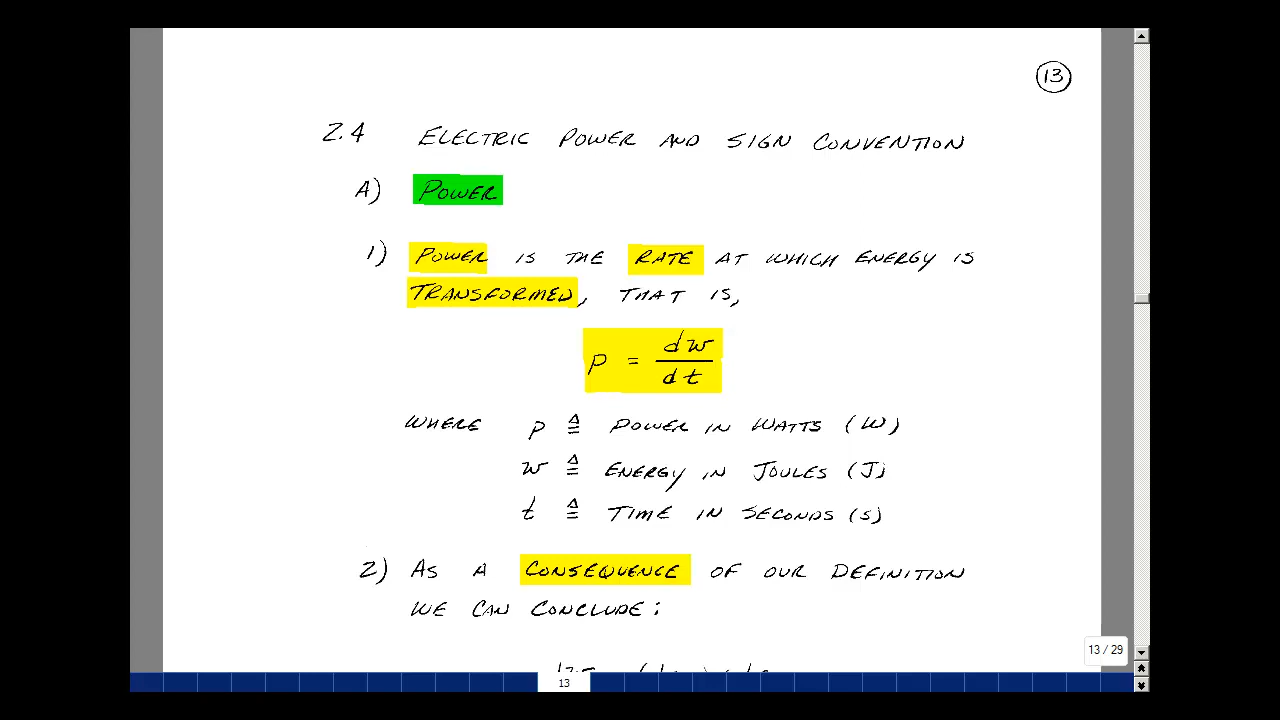 13
2.4 ELECTRIC POWER AND SIGN CONVENTION
A) POWER
1) POWER IS THE RATE AT WHICH ENERGY IS
TRANSFORMED, THAT IS,
p = dw/dt
WHERE p ≜ POWER IN WATTS (W)
w ≜ ENERGY IN JOULES (J)
t ≜ TIME IN SECONDS (S)
2) AS A CONSEQUENCE OF OUR DEFINITION
WE CAN CONCLUDE:
13 / 29
13